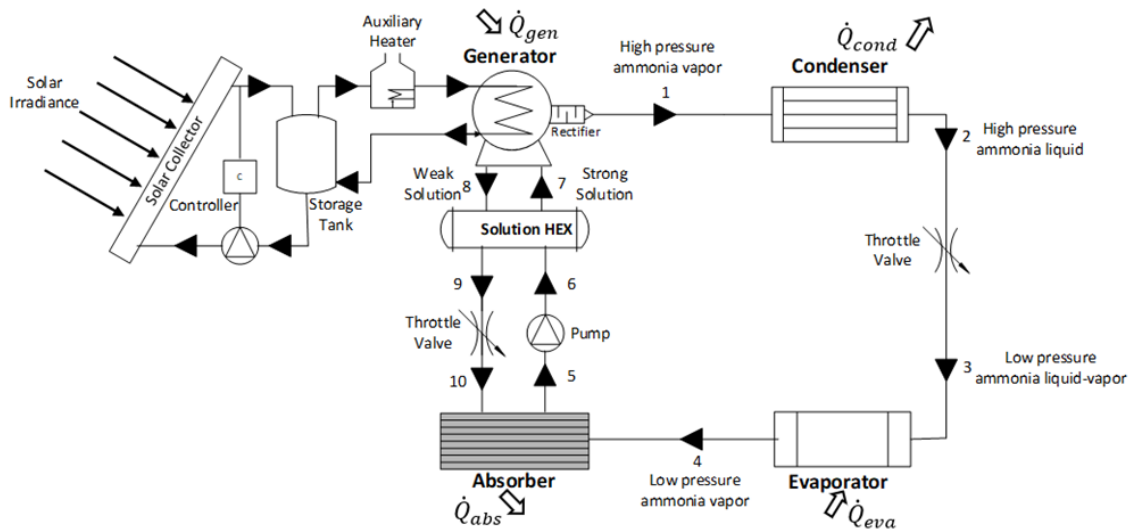 Auxiliary
Heater
Q̇gen
Generator
High pressure
ammonia vapor
Q̇cond
Condenser
Solar
Irradiance
Solar Collector
1
Rectifier
2
High pressure
ammonia liquid
C
Controller
Storage
Tank
Weak
Solution
8
7
Strong
Solution
Solution HEX
Throttle
Valve
9
6
Throttle
Valve
Pump
10
5
3
Low pressure
ammonia liquid-vapor
Absorber
Q̇abs
4
Low pressure
ammonia vapor
Evaporator
Q̇eva